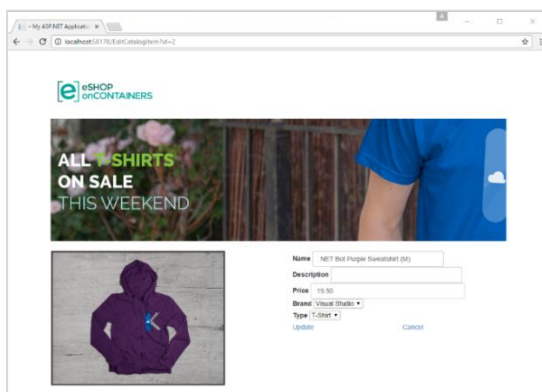 - My ASP.NET Application
localhost:58178/EditCatalogItem?id=2
eSHOP
onCONTAINERS
ALL T-SHIRTS
ON SALE
THIS WEEKEND
Name .NET Bot Purple Sweatshirt (M)
Description
Price 19.50
Brand Visual Studio
Type T-Shirt
Update Cancel